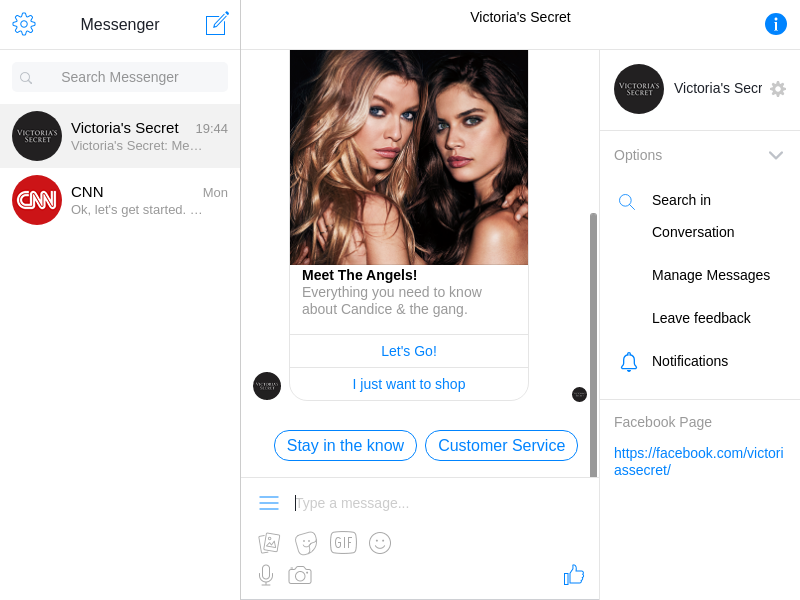 Messenger
Victoria's Secret
Search Messenger
VICTORIA'S
SECRET
Victoria's Secret 19:44
Victoria's Secret: Me…
CNN
CNN Mon
Ok, let's get started. …
Meet The Angels!
Everything you need to know
about Candice & the gang.
Let's Go!
I just want to shop
Stay in the know
Customer Service
Type a message...
GIF
VICTORIA'S
SECRET
Victoria's Secr
Options
Search in
Conversation
Manage Messages
Leave feedback
Notifications
Facebook Page
https://facebook.com/victori
assecret/